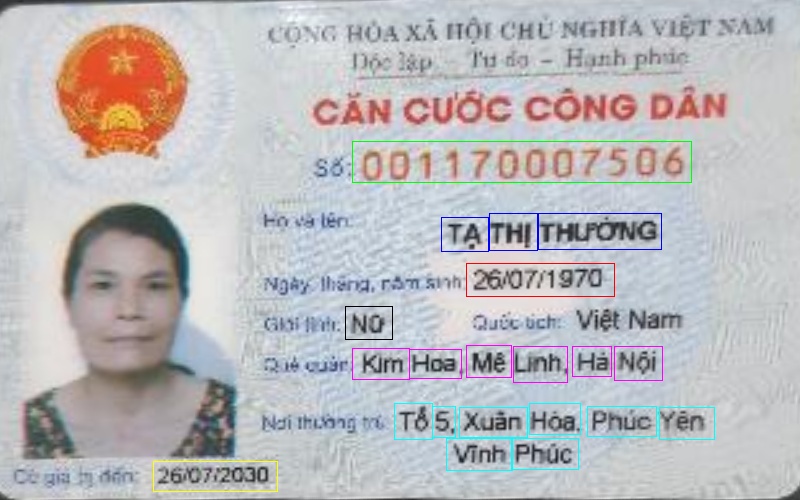 CỘNG HÒA XÃ HỘI CHỦ NGHĨA VIỆT NAM
Độc lập - Tự do - Hạnh phúc
CĂN CƯỚC CÔNG DÂN
Số: 001170007506
Họ và tên:
TẠ THỊ THƯỜNG
Ngày, tháng, năm sinh: 26/07/1970
Giới tính: Nữ Quốc tịch: Việt Nam
Quê quán: Kim Hoa, Mê Linh, Hà Nội
Nơi thường trú: Tổ 5, Xuân Hòa, Phúc Yên
Vĩnh Phúc
Có giá trị đến: 26/07/2030